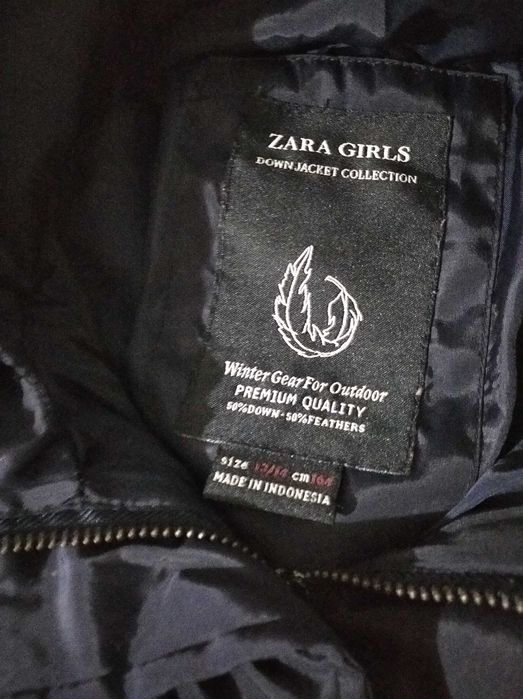 ZARA GIRLS
DOWN JACKET COLLECTION
Winter Gear For Outdoor
PREMIUM QUALITY
50%DOWN-50%FEATHERS
size 13/14 cm 164
MADE IN INDONESIA